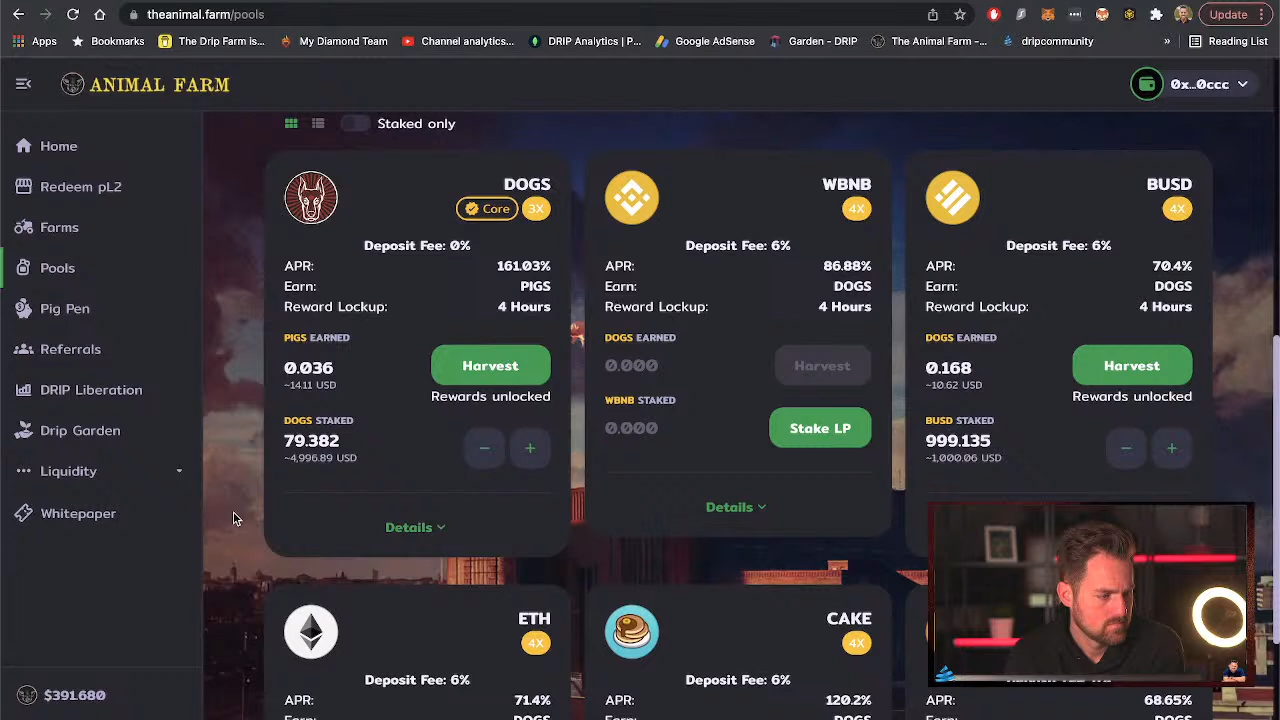 theanimal.farm/pools
Update
Apps
Bookmarks
The Drip Farm is...
My Diamond Team
Channel analytics...
DRIP Analytics | P...
Google AdSense
Garden - DRIP
The Animal Farm -...
dripcommunity
»
Reading List
ANIMAL FARM
0x...0ccc
Staked only
Home
Redeem pL2
Farms
Pools
Pig Pen
Referrals
DRIP Liberation
Drip Garden
Liquidity
Whitepaper
$391.680
DOGS
Core 3X
Deposit Fee: 0%
APR: 161.03%
Earn: PIGS
Reward Lockup: 4 Hours
PIGS EARNED
0.036
~14.11 USD
Harvest
Rewards unlocked
DOGS STAKED
79.382
~4,996.89 USD
− +
Details
WBNB
4X
Deposit Fee: 6%
APR: 86.88%
Earn: DOGS
Reward Lockup: 4 Hours
DOGS EARNED
0.000
Harvest
WBNB STAKED
0.000
Stake LP
Details
BUSD
4X
Deposit Fee: 6%
APR: 70.4%
Earn: DOGS
Reward Lockup: 4 Hours
DOGS EARNED
0.168
~10.62 USD
Harvest
Rewards unlocked
BUSD STAKED
999.135
~1,000.06 USD
− +
ETH
4X
Deposit Fee: 6%
APR: 71.4%
Earn: DOGS
CAKE
4X
Deposit Fee: 6%
APR: 120.2%
Earn: DOGS
68.65%
DOGS